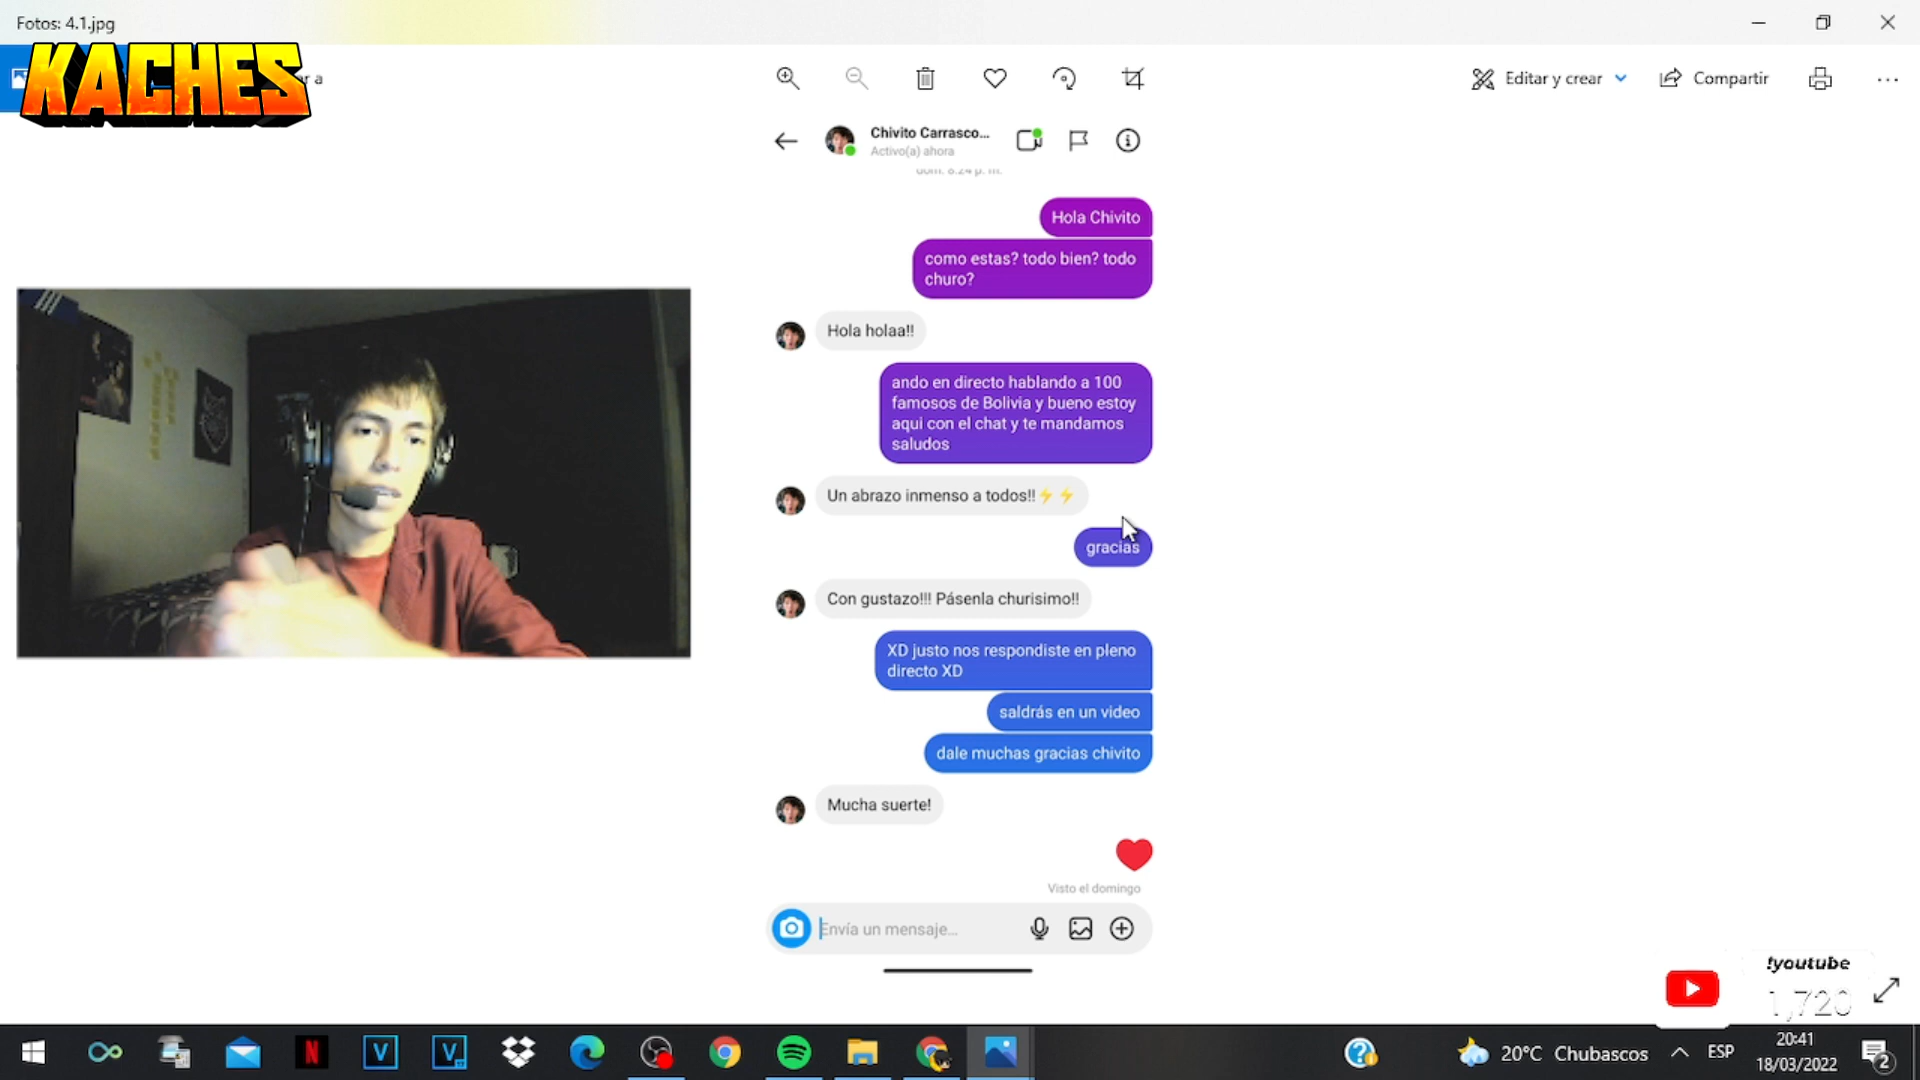 Fotos: 4.1.jpg
KACHES
r a
Editar y crear
Compartir
Chivito Carrasco...
Activo(a) ahora
dom. 8:24 p. m.
Hola Chivito
como estas? todo bien? todo
churo?
Hola holaa!!
ando en directo hablando a 100
famosos de Bolivia y bueno estoy
aqui con el chat y te mandamos
saludos
Un abrazo inmenso a todos!!⚡⚡
gracias
Con gustazo!!! Pásenla churisimo!!
XD justo nos respondiste en pleno
directo XD
saldrás en un video
dale muchas gracias chivito
Mucha suerte!
Visto el domingo
Envía un mensaje...
!youtube
1,720
20°C Chubascos
ESP
20:41
18/03/2022
2